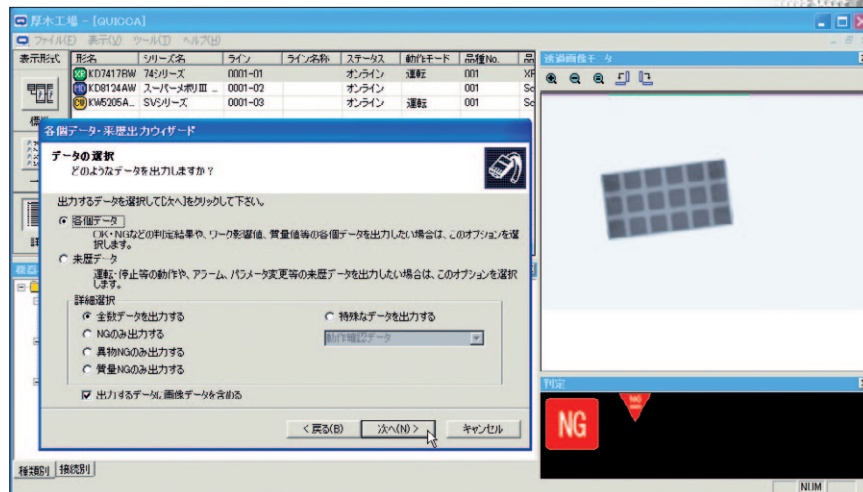 厚木工場 - [QUICCA]
ファイル(F) 表示(V) ツール(T) ヘルプ(H)
表示形式
形名 シリーズ名 ライン ライン名称 ステータス 動作モード 品種No. 品
XR KD7417BW 74シリーズ 0001-01 オンライン 運転 001 XF
KD8124AW スーパーメポリⅢ ... 0001-02 オンライン 001 Sc
CW KW5205A... SVシリーズ 0001-03 オンライン 運転 001 Sc
透過画像モニタ
各個データ・来歴出力ウィザード
データの選択
どのようなデータを出力しますか?
出力するデータを選択して[次へ]をクリックして下さい。
各個データ
OK・NGなどの判定結果や、ワーク影響値、質量値等の各個データを出力したい場合は、このオプションを選択します。
来歴データ
運転・停止等の動作や、アラーム、パラメータ変更等の来歴データを出力したい場合は、このオプションを選択します。
詳細選択
全数データを出力する
特殊なデータを出力する
NGのみ出力する
動作確認データ
異物NGのみ出力する
質量NGのみ出力する
出力するデータに画像データを含める
< 戻る(B)
次へ(N) >
キャンセル
判定
NG
NG
種類別
接続別
NUM